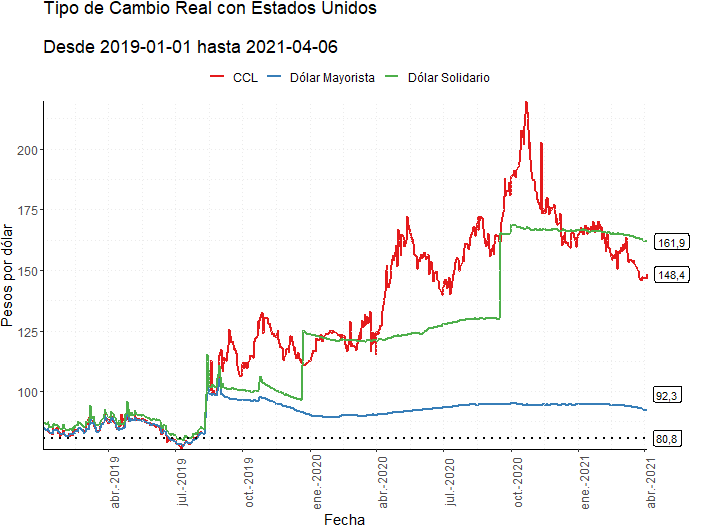 Tipo de Cambio Real con Estados Unidos
Desde 2019-01-01 hasta 2021-04-06
CCL Dólar Mayorista Dólar Solidario
Pesos por dólar
200
175
150
125
100
161,9
148,4
92,3
80,8
abr.-2019
jul.-2019
oct.-2019
ene.-2020
abr.-2020
jul.-2020
oct.-2020
ene.-2021
abr.-2021
Fecha